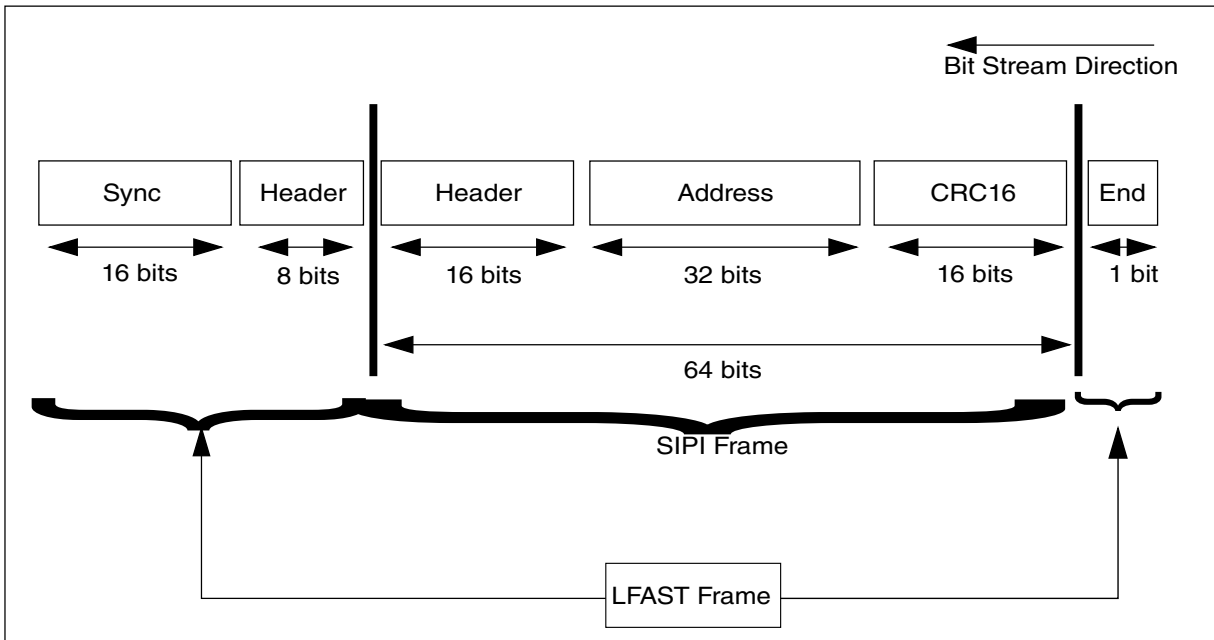 Bit Stream Direction
Sync
Header
Header
Address
CRC16
End
16 bits
8 bits
16 bits
32 bits
16 bits
1 bit
64 bits
SIPI Frame
LFAST Frame